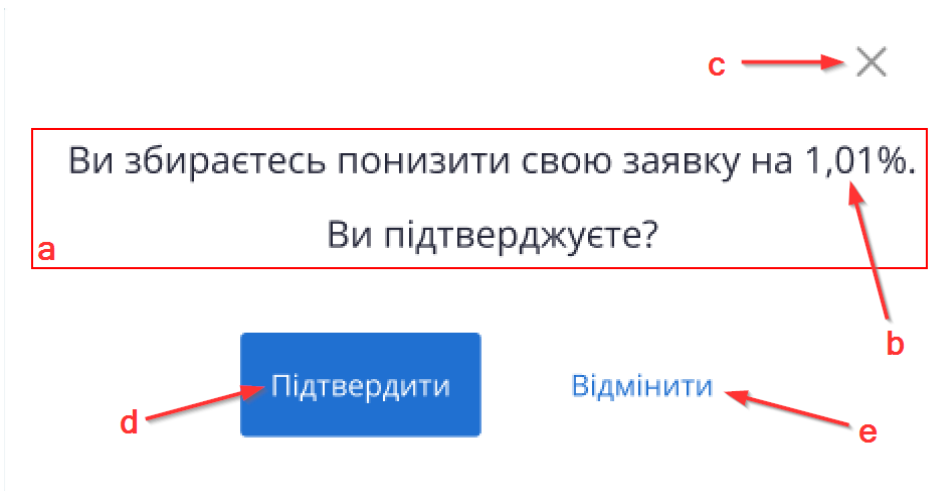 c
Ви збираєтесь понизити свою заявку на 1,01%.
Ви підтверджуєте?
a
b
Підтвердити
Відмінити
d
e